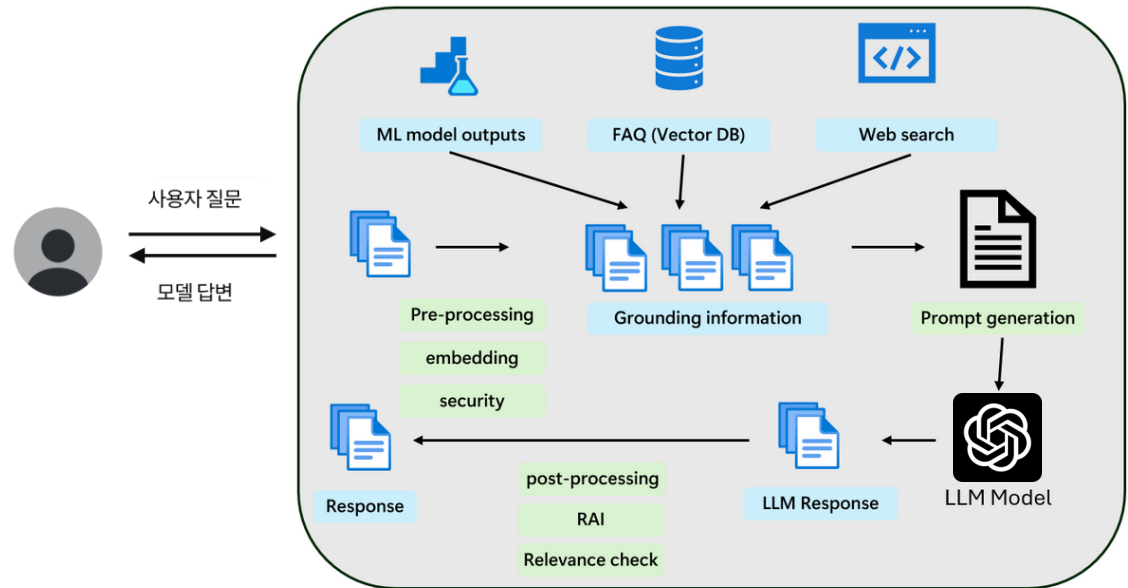 ML model outputs
FAQ (Vector DB)
Web search
사용자 질문
모델 답변
Pre-processing
embedding
security
Grounding information
Prompt generation
LLM Model
LLM Response
post-processing
RAI
Relevance check
Response